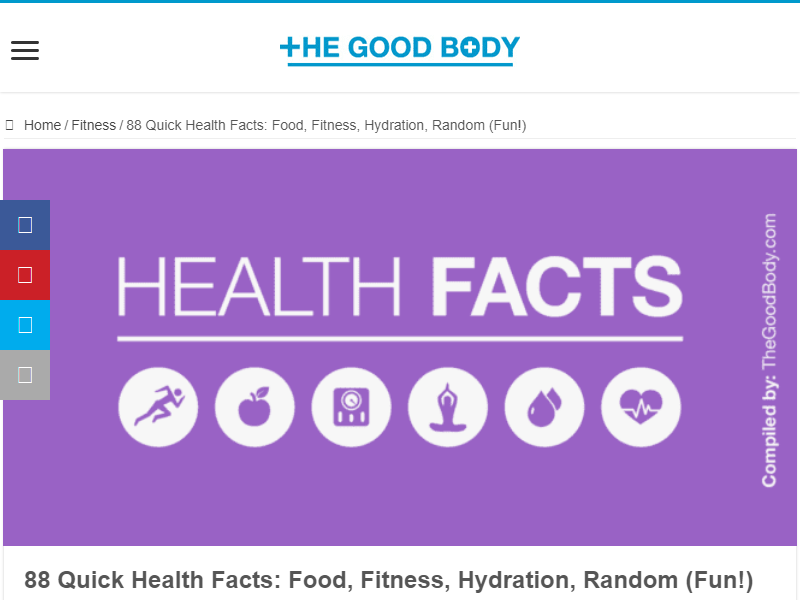 THE GOOD BODY
Home / Fitness / 88 Quick Health Facts: Food, Fitness, Hydration, Random (Fun!)
HEALTH FACTS
Compiled by: TheGoodBody.com
88 Quick Health Facts: Food, Fitness, Hydration, Random (Fun!)